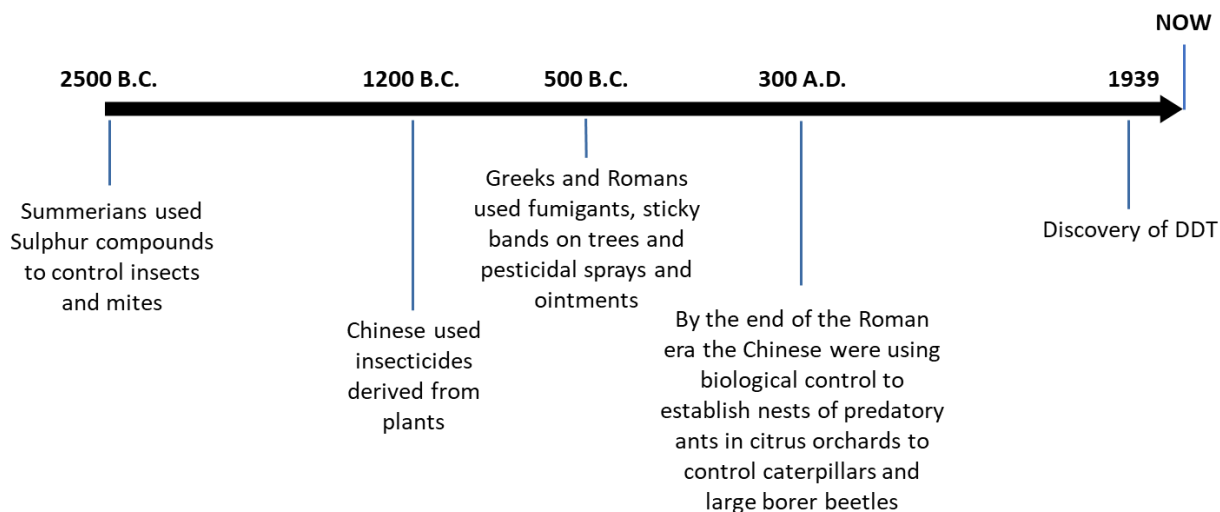 NOW
2500 B.C.
1200 B.C.
500 B.C.
300 A.D.
1939
Summerians used
Sulphur compounds
to control insects
and mites
Chinese used
insecticides
derived from
plants
Greeks and Romans
used fumigants, sticky
bands on trees and
pesticidal sprays and
ointments
By the end of the Roman
era the Chinese were using
biological control to
establish nests of predatory
ants in citrus orchards to
control caterpillars and
large borer beetles
Discovery of DDT